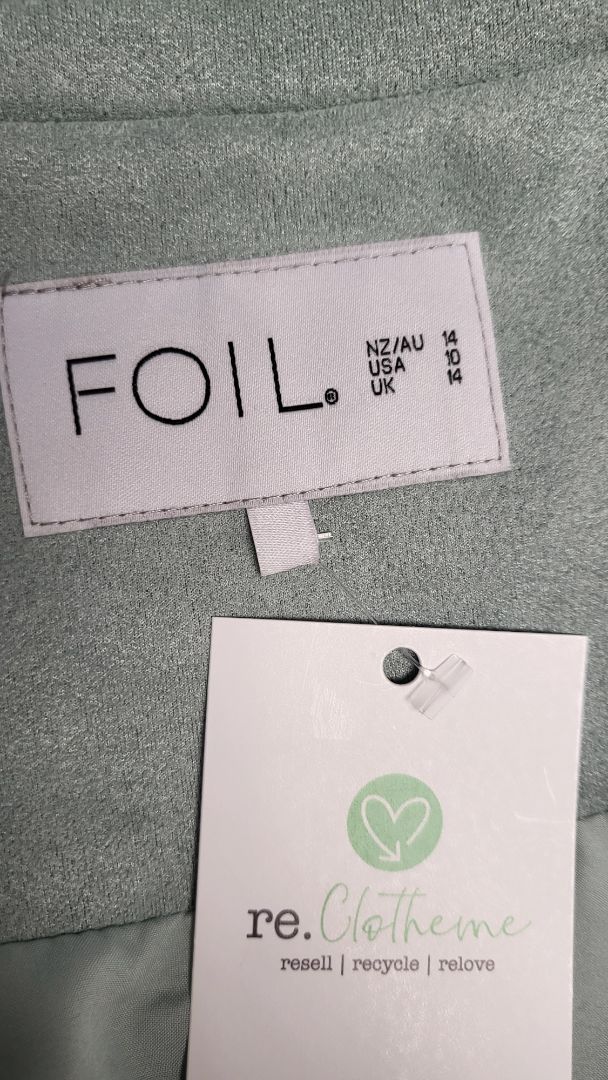 FOIL®
NZ/AU 14
USA 10
UK 14
re.Clotheme
resell | recycle | relove